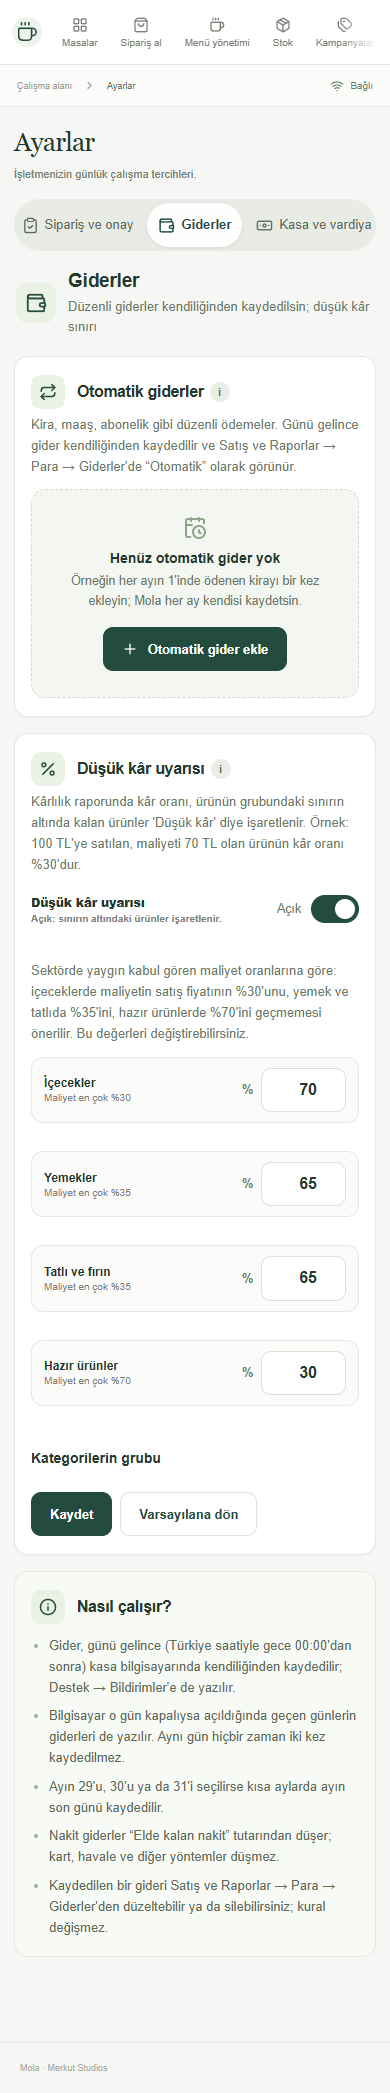 Masalar
Sipariş al
Menü yönetimi
Stok
Kampanyalar
Çalışma alanı
Ayarlar
Bağlı
Ayarlar
İşletmenizin günlük çalışma tercihleri.
Sipariş ve onay
Giderler
Kasa ve vardiya
Giderler
Düzenli giderler kendiliğinden kaydedilsin; düşük kâr
sınırı
Otomatik giderler i
Kira, maaş, abonelik gibi düzenli ödemeler. Günü gelince
gider kendiliğinden kaydedilir ve Satış ve Raporlar →
Para → Giderler'de “Otomatik” olarak görünür.
Henüz otomatik gider yok
Örneğin her ayın 1'inde ödenen kirayı bir kez
ekleyin; Mola her ay kendisi kaydetsin.
+ Otomatik gider ekle
Düşük kâr uyarısı i
Kârlılık raporunda kâr oranı, ürünün grubundaki sınırın
altında kalan ürünler 'Düşük kâr' diye işaretlenir. Örnek:
100 TL'ye satılan, maliyeti 70 TL olan ürünün kâr oranı
%30'dur.
Düşük kâr uyarısı
Açık: sınırın altındaki ürünler işaretlenir.
Açık
Sektörde yaygın kabul gören maliyet oranlarına göre:
içeceklerde maliyetin satış fiyatının %30'unu, yemek ve
tatlıda %35'ini, hazır ürünlerde %70'ini geçmemesi
önerilir. Bu değerleri değiştirebilirsiniz.
İçecekler
Maliyet en çok %30
% 70
Yemekler
Maliyet en çok %35
% 65
Tatlı ve fırın
Maliyet en çok %35
% 65
Hazır ürünler
Maliyet en çok %70
% 30
Kategorilerin grubu
Kaydet
Varsayılana dön
Nasıl çalışır?
• Gider, günü gelince (Türkiye saatiyle gece 00:00'dan
sonra) kasa bilgisayarında kendiliğinden kaydedilir;
Destek → Bildirimler'e de yazılır.
• Bilgisayar o gün kapalıysa açıldığında geçen günlerin
giderleri de yazılır. Aynı gün hiçbir zaman iki kez
kaydedilmez.
• Ayın 29'u, 30'u ya da 31'i seçilirse kısa aylarda ayın
son günü kaydedilir.
• Nakit giderler “Elde kalan nakit” tutarından düşer;
kart, havale ve diğer yöntemler düşmez.
• Kaydedilen bir gideri Satış ve Raporlar → Para →
Giderler'den düzeltebilir ya da silebilirsiniz; kural
değişmez.
Mola · Merkut Studios